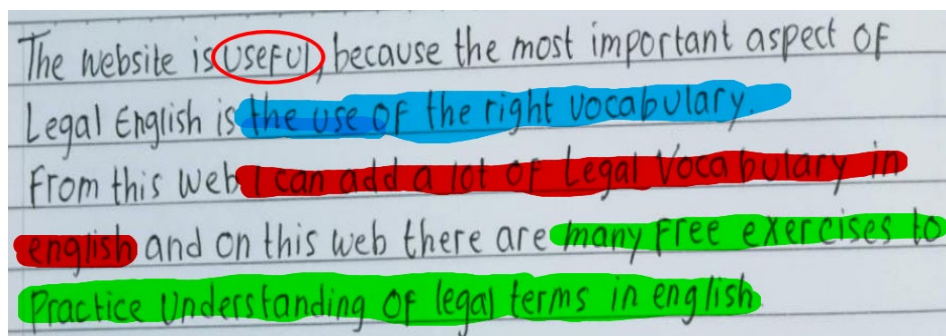 The website is useful, because the most important aspect of
Legal English is the use of the right vocabulary.
From this web I can add a lot of Legal Vocabulary in
english and on this web there are many free exercises to
Practice Understanding of legal terms in english